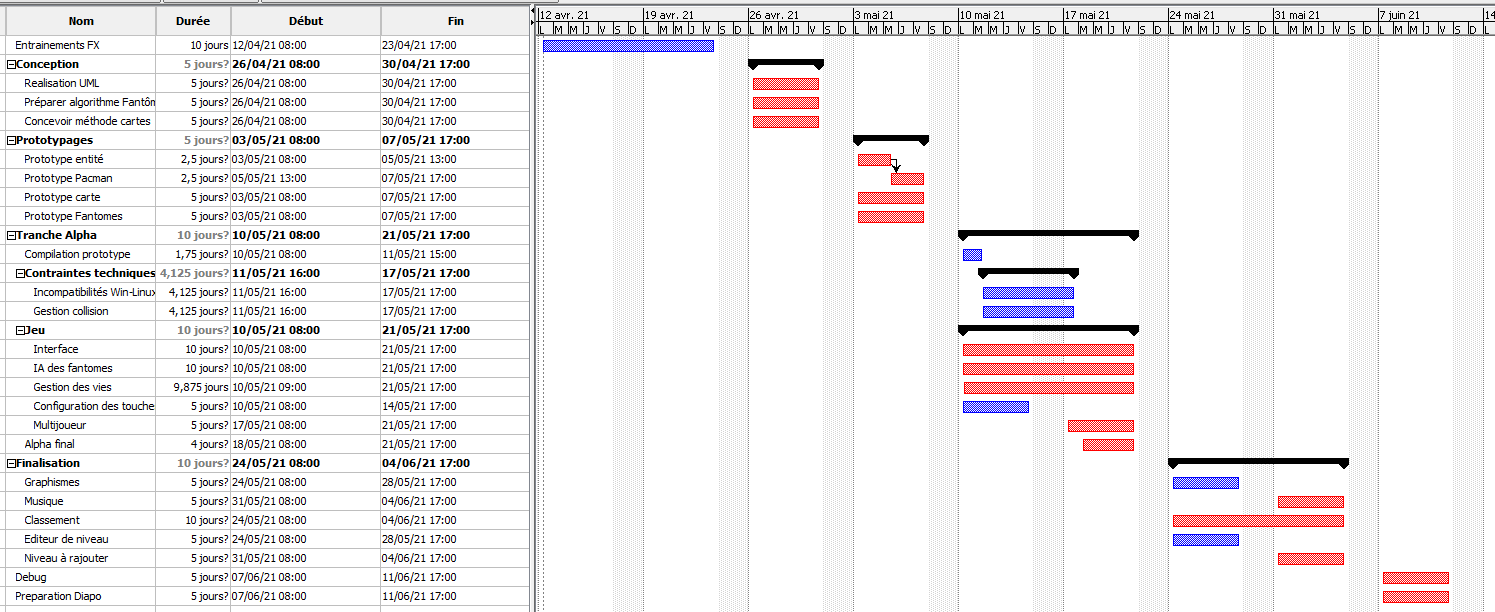 Nom Durée Début Fin
12 avr. 21 19 avr. 21 26 avr. 21 3 mai 21 10 mai 21 17 mai 21 24 mai 21 31 mai 21 7 juin 21 14
L M M J V S D L M M J V S D L M M J V S D L M M J V S D L M M J V S D L M M J V S D L M M J V S D L M M J V S D L M M J V S D L
Entrainements FX 10 jours 12/04/21 08:00 23/04/21 17:00
Conception 5 jours? 26/04/21 08:00 30/04/21 17:00
Realisation UML 5 jours? 26/04/21 08:00 30/04/21 17:00
Préparer algorithme Fantôm 5 jours? 26/04/21 08:00 30/04/21 17:00
Concevoir méthode cartes 5 jours? 26/04/21 08:00 30/04/21 17:00
Prototypages 5 jours? 03/05/21 08:00 07/05/21 17:00
Prototype entité 2,5 jours? 03/05/21 08:00 05/05/21 13:00
Prototype Pacman 2,5 jours? 05/05/21 13:00 07/05/21 17:00
Prototype carte 5 jours? 03/05/21 08:00 07/05/21 17:00
Prototype Fantomes 5 jours? 03/05/21 08:00 07/05/21 17:00
Tranche Alpha 10 jours? 10/05/21 08:00 21/05/21 17:00
Compilation prototype 1,75 jours? 10/05/21 08:00 11/05/21 15:00
Contraintes techniques 4,125 jours? 11/05/21 16:00 17/05/21 17:00
Incompatibilités Win-Linux 4,125 jours? 11/05/21 16:00 17/05/21 17:00
Gestion collision 4,125 jours? 11/05/21 16:00 17/05/21 17:00
Jeu 10 jours? 10/05/21 08:00 21/05/21 17:00
Interface 10 jours? 10/05/21 08:00 21/05/21 17:00
IA des fantomes 10 jours? 10/05/21 08:00 21/05/21 17:00
Gestion des vies 9,875 jours 10/05/21 09:00 21/05/21 17:00
Configuration des touche 5 jours? 10/05/21 08:00 14/05/21 17:00
Multijoueur 5 jours? 17/05/21 08:00 21/05/21 17:00
Alpha final 4 jours? 18/05/21 08:00 21/05/21 17:00
Finalisation 10 jours? 24/05/21 08:00 04/06/21 17:00
Graphismes 5 jours? 24/05/21 08:00 28/05/21 17:00
Musique 5 jours? 31/05/21 08:00 04/06/21 17:00
Classement 10 jours? 24/05/21 08:00 04/06/21 17:00
Editeur de niveau 5 jours? 24/05/21 08:00 28/05/21 17:00
Niveau à rajouter 5 jours? 31/05/21 08:00 04/06/21 17:00
Debug 5 jours? 07/06/21 08:00 11/06/21 17:00
Preparation Diapo 5 jours? 07/06/21 08:00 11/06/21 17:00